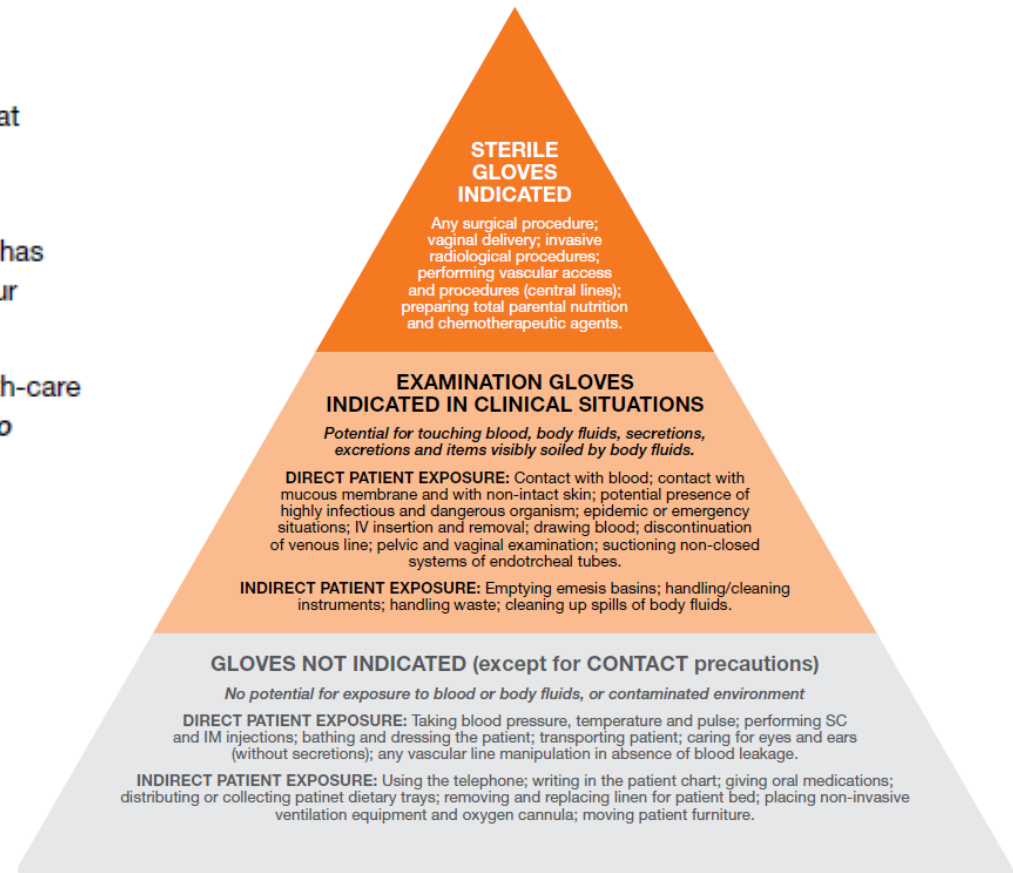 at
has
ur
h-care
o
STERILE
GLOVES
INDICATED
Any surgical procedure;
vaginal delivery; invasive
radiological procedures;
performing vascular access
and procedures (central lines);
preparing total parental nutrition
and chemotherapeutic agents.
EXAMINATION GLOVES
INDICATED IN CLINICAL SITUATIONS
Potential for touching blood, body fluids, secretions,
excretions and items visibly soiled by body fluids.
DIRECT PATIENT EXPOSURE: Contact with blood; contact with
mucous membrane and with non-intact skin; potential presence of
highly infectious and dangerous organism; epidemic or emergency
situations; IV insertion and removal; drawing blood; discontinuation
of venous line; pelvic and vaginal examination; suctioning non-closed
systems of endotrcheal tubes.
INDIRECT PATIENT EXPOSURE: Emptying emesis basins; handling/cleaning
instruments; handling waste; cleaning up spills of body fluids.
GLOVES NOT INDICATED (except for CONTACT precautions)
No potential for exposure to blood or body fluids, or contaminated environment
DIRECT PATIENT EXPOSURE: Taking blood pressure, temperature and pulse; performing SC
and IM injections; bathing and dressing the patient; transporting patient; caring for eyes and ears
(without secretions); any vascular line manipulation in absence of blood leakage.
INDIRECT PATIENT EXPOSURE: Using the telephone; writing in the patient chart; giving oral medications;
distributing or collecting patinet dietary trays; removing and replacing linen for patient bed; placing non-invasive
ventilation equipment and oxygen cannula; moving patient furniture.